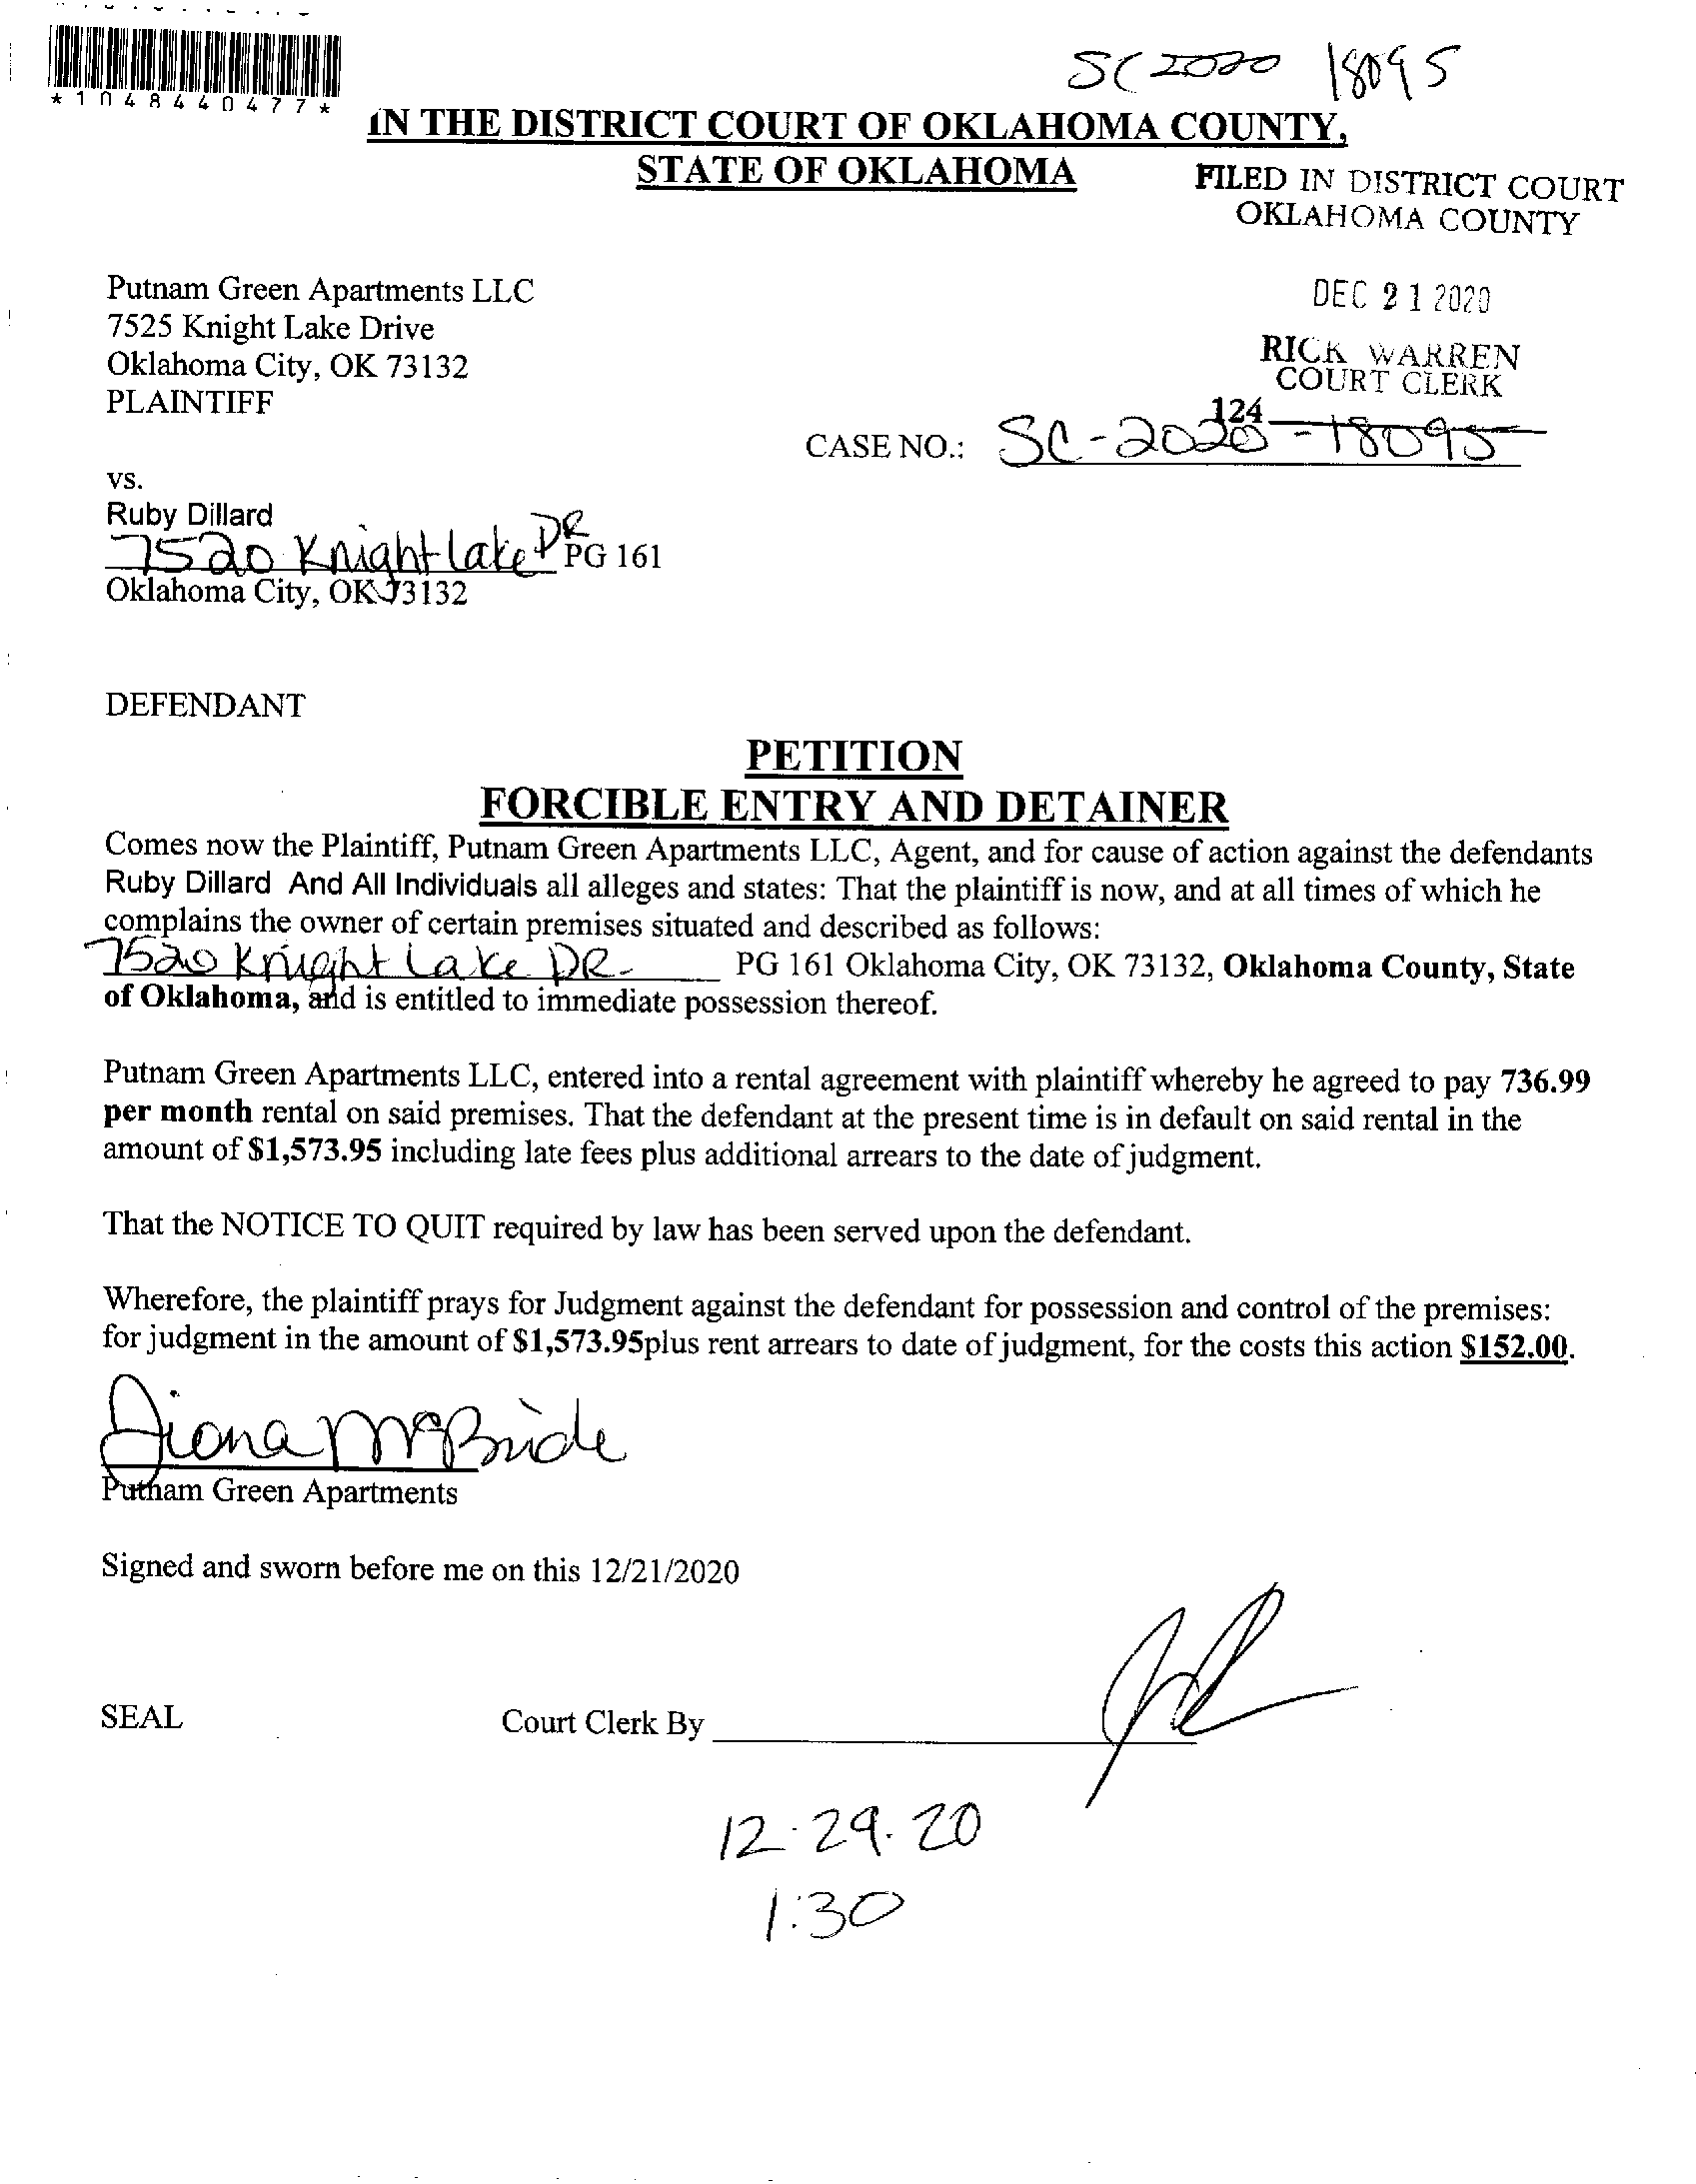 SC2020 18095
*1048440477*
IN THE DISTRICT COURT OF OKLAHOMA COUNTY,
STATE OF OKLAHOMA
FILED IN DISTRICT COURT
OKLAHOMA COUNTY
DEC 21 2020
RICK WARREN
COURT CLERK
124
Putnam Green Apartments LLC
7525 Knight Lake Drive
Oklahoma City, OK 73132
PLAINTIFF
CASE NO.: SC-2020-18095
vs.
Ruby Dillard
7520 Knight Lake DR PG 161
Oklahoma City, OK 73132
DEFENDANT
PETITION
FORCIBLE ENTRY AND DETAINER
Comes now the Plaintiff, Putnam Green Apartments LLC, Agent, and for cause of action against the defendants
Ruby Dillard And All Individuals all alleges and states: That the plaintiff is now, and at all times of which he
complains the owner of certain premises situated and described as follows:
7520 Knight Lake DR. PG 161 Oklahoma City, OK 73132, Oklahoma County, State
of Oklahoma, and is entitled to immediate possession thereof.
Putnam Green Apartments LLC, entered into a rental agreement with plaintiff whereby he agreed to pay 736.99
per month rental on said premises. That the defendant at the present time is in default on said rental in the
amount of $1,573.95 including late fees plus additional arrears to the date of judgment.
That the NOTICE TO QUIT required by law has been served upon the defendant.
Wherefore, the plaintiff prays for Judgment against the defendant for possession and control of the premises:
for judgment in the amount of $1,573.95plus rent arrears to date of judgment, for the costs this action $152.00.
Diona McBride
Putnam Green Apartments
Signed and sworn before me on this 12/21/2020
SEAL
Court Clerk By
12.29.20
1:30